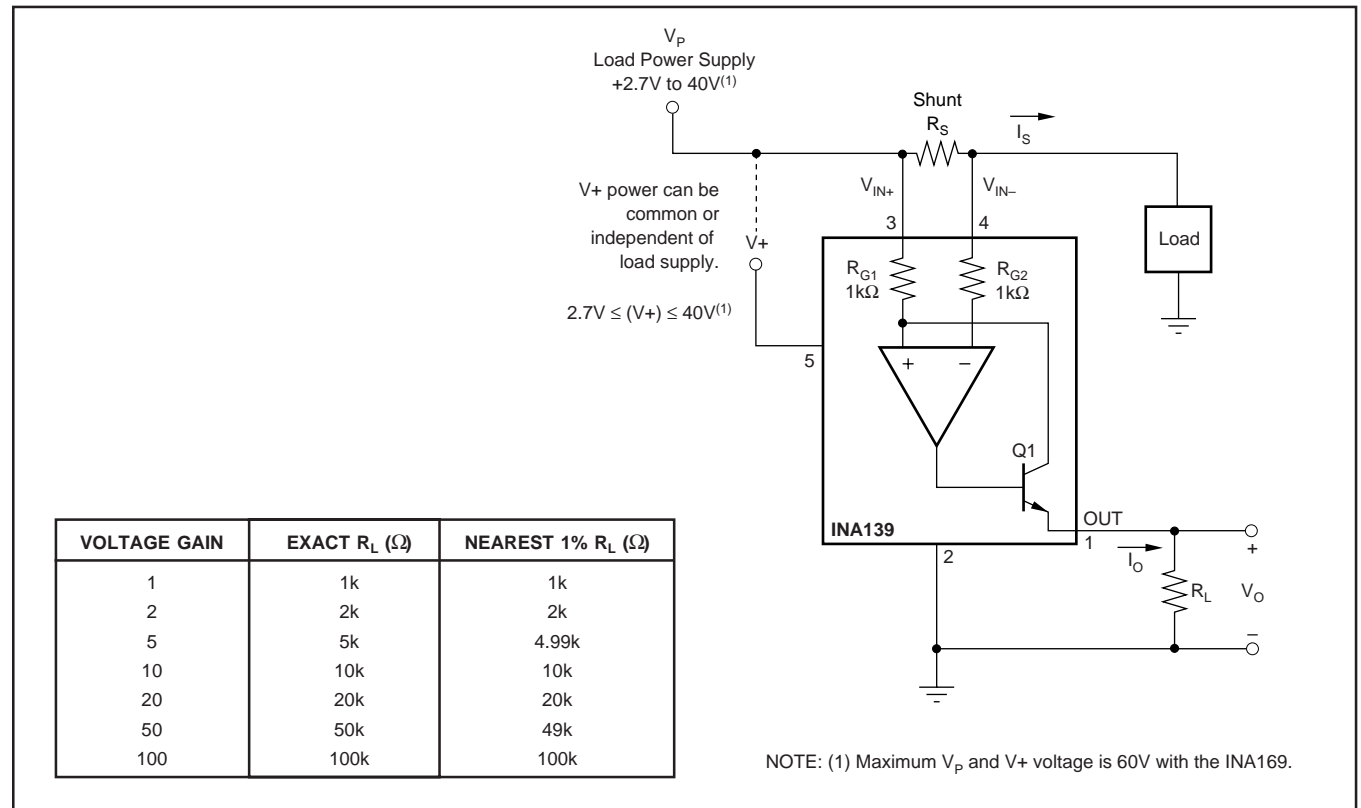 V_P
Load Power Supply
+2.7V to 40V(1)
Shunt
R_S
I_S
V+ power can be
common or
independent of
load supply.
V_IN+
V_IN–
3
4
V+
Load
R_G1
1kΩ
R_G2
1kΩ
2.7V ≤ (V+) ≤ 40V(1)
5
+
–
Q1
OUT
INA139
1
2
I_O
+
R_L
V_O
–
VOLTAGE GAIN EXACT R_L (Ω) NEAREST 1% R_L (Ω)
1 1k 1k
2 2k 2k
5 5k 4.99k
10 10k 10k
20 20k 20k
50 50k 49k
100 100k 100k
NOTE: (1) Maximum V_P and V+ voltage is 60V with the INA169.